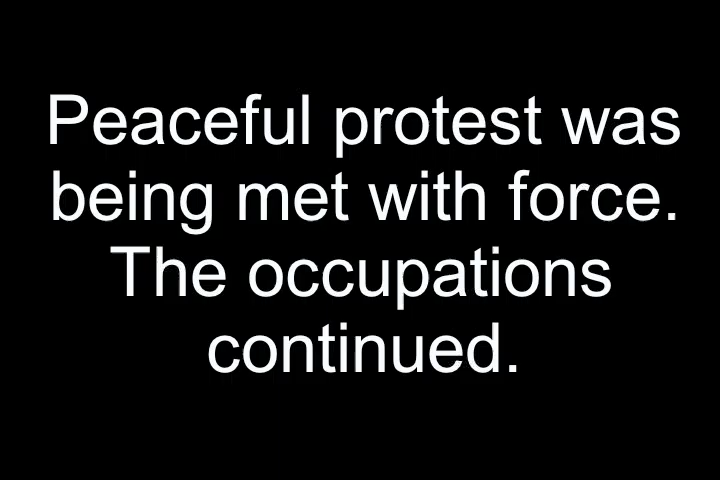 Peaceful protest was
being met with force.
The occupations
continued.